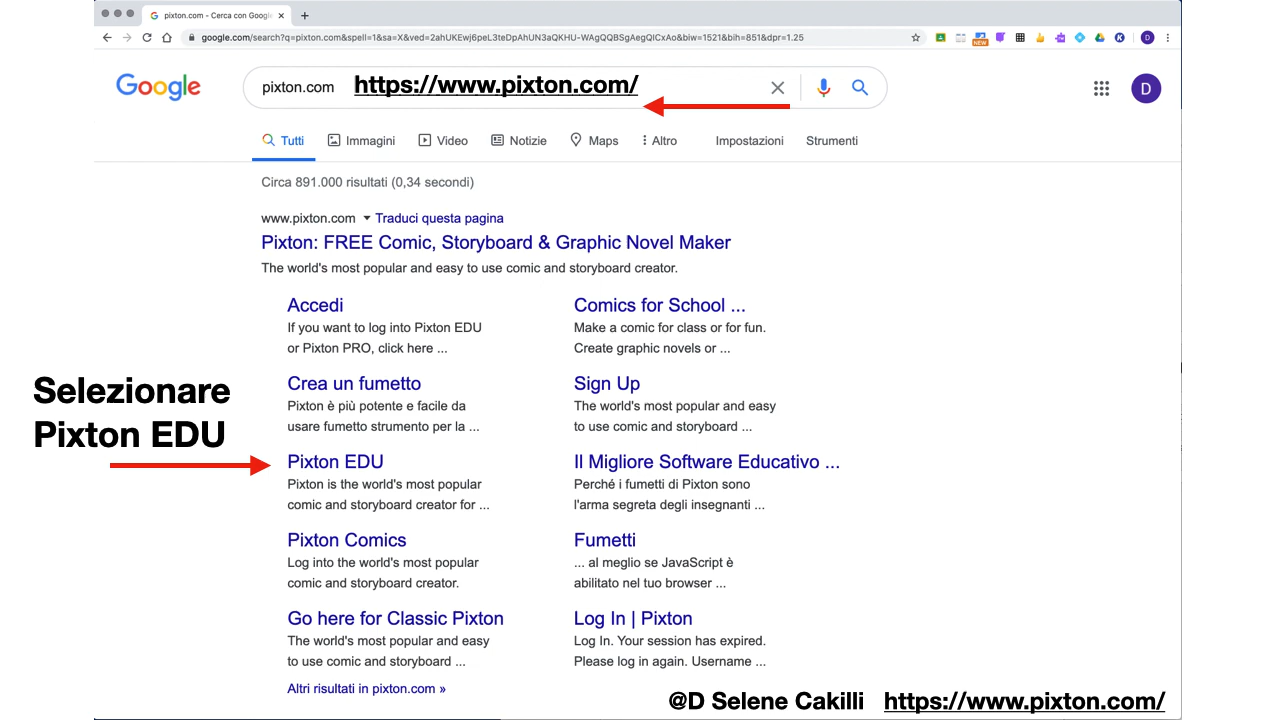 pixton.com - Cerca con Google
google.com/search?q=pixton.com&spell=1&sa=X&ved=2ahUKEwj6peL3teDpAhUN3aQKHU-WAgQQBSgAegQICxAo&biw=1521&bih=851&dpr=1.25
NEW
D
Google
pixton.com https://www.pixton.com/
D
Tutti Immagini Video Notizie Maps Altro Impostazioni Strumenti
Circa 891.000 risultati (0,34 secondi)
www.pixton.com Traduci questa pagina
Pixton: FREE Comic, Storyboard & Graphic Novel Maker
The world's most popular and easy to use comic and storyboard creator.
Accedi
If you want to log into Pixton EDU
or Pixton PRO, click here ...
Comics for School ...
Make a comic for class or for fun.
Create graphic novels or ...
Selezionare
Pixton EDU
Crea un fumetto
Pixton è più potente e facile da
usare fumetto strumento per la ...
Sign Up
The world's most popular and easy
to use comic and storyboard ...
Pixton EDU
Pixton is the world's most popular
comic and storyboard creator for ...
Il Migliore Software Educativo ...
Perché i fumetti di Pixton sono
l'arma segreta degli insegnanti ...
Pixton Comics
Log into the world's most popular
comic and storyboard creator.
Fumetti
... al meglio se JavaScript è
abilitato nel tuo browser ...
Go here for Classic Pixton
The world's most popular and easy
to use comic and storyboard ...
Log In | Pixton
Log In. Your session has expired.
Please log in again. Username ...
Altri risultati in pixton.com »
@D Selene Cakilli https://www.pixton.com/